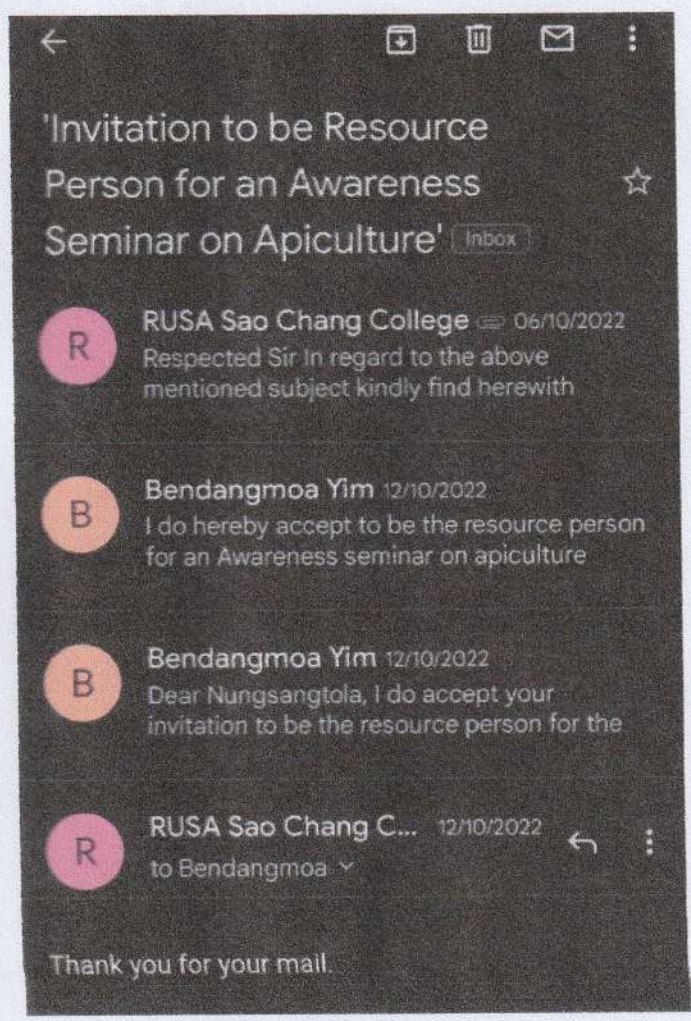 'Invitation to be Resource
Person for an Awareness
Seminar on Apiculture' Inbox
R
RUSA Sao Chang College 06/10/2022
Respected Sir In regard to the above
mentioned subject kindly find herewith
B
Bendangmoa Yim 12/10/2022
I do hereby accept to be the resource person
for an Awareness seminar on apiculture
B
Bendangmoa Yim 12/10/2022
Dear Nungsangtola, I do accept your
invitation to be the resource person for the
R
RUSA Sao Chang C... 12/10/2022
to Bendangmoa
Thank you for your mail.